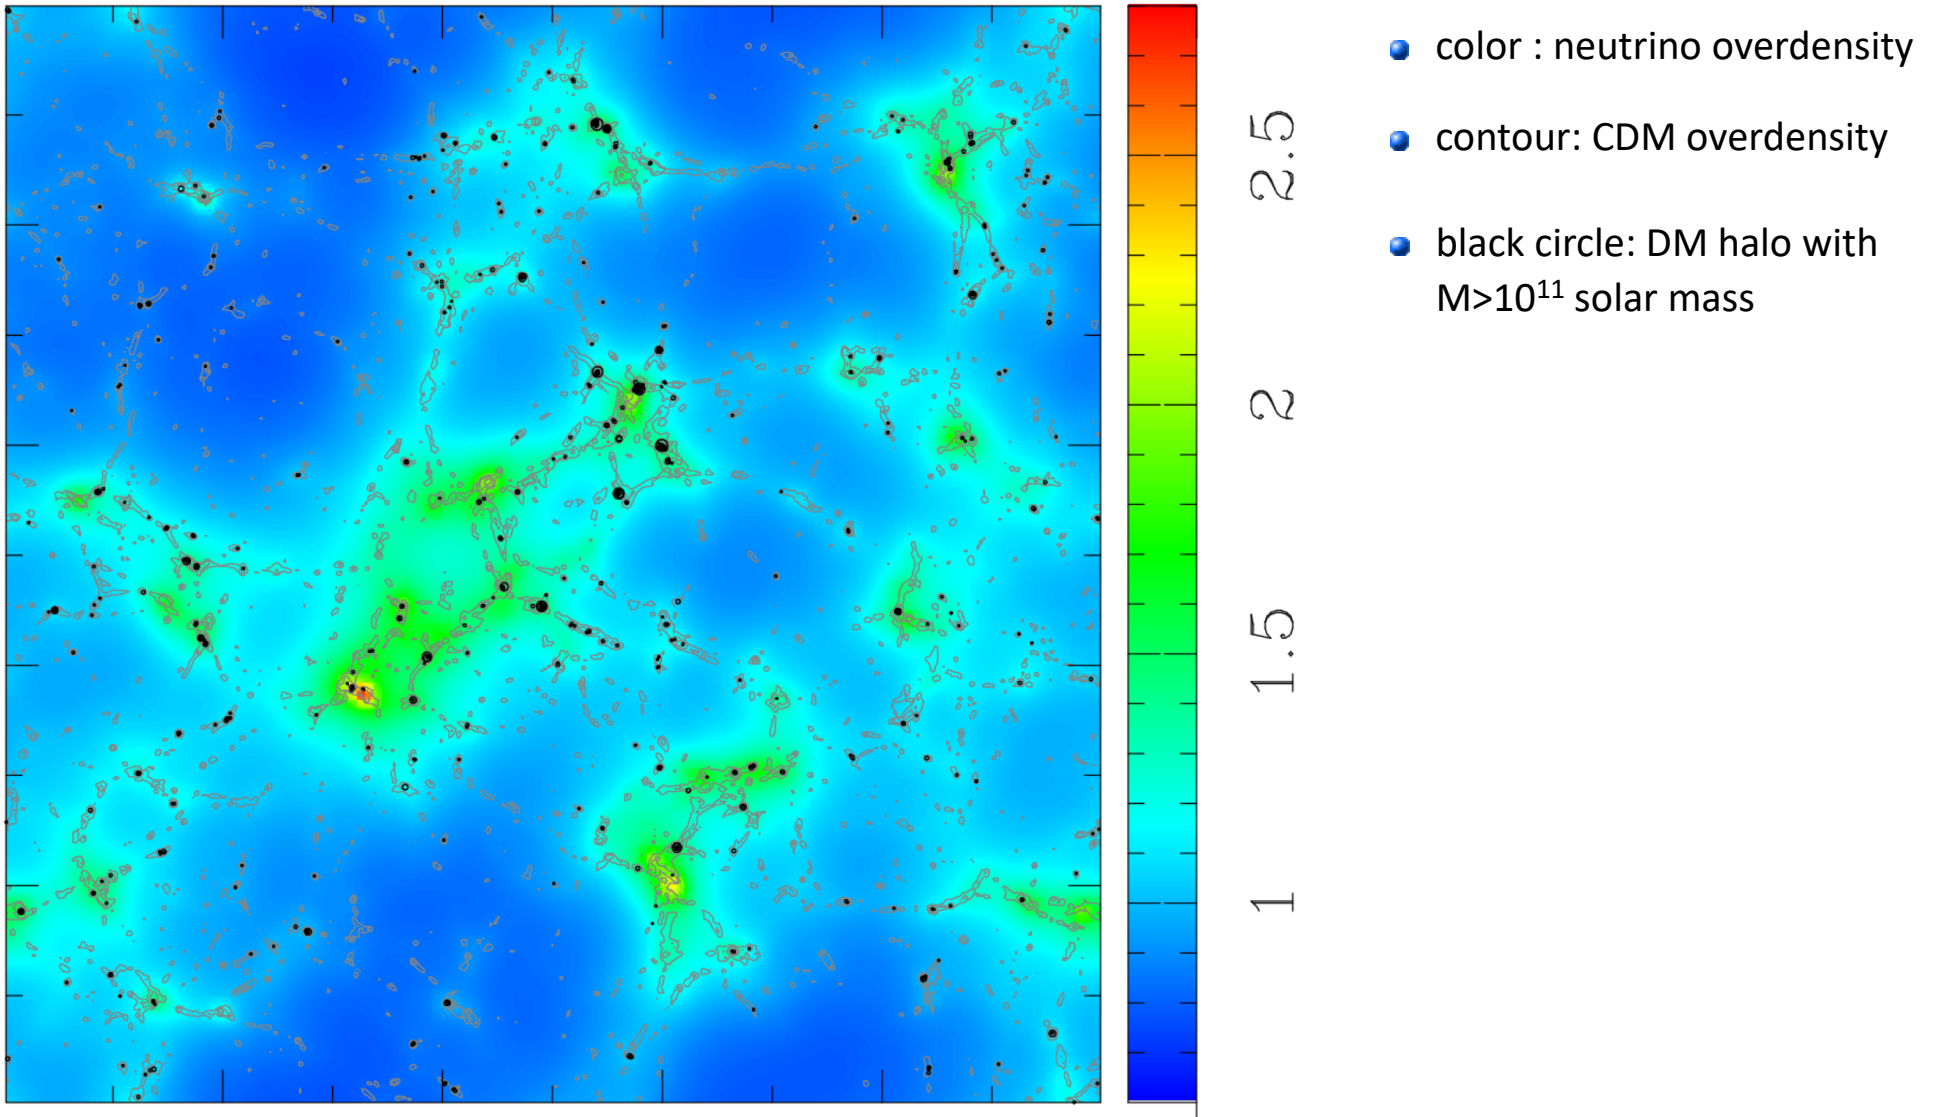 color : neutrino overdensity
contour: CDM overdensity
black circle: DM halo with
M>10¹¹ solar mass
2.5
2
1.5
1